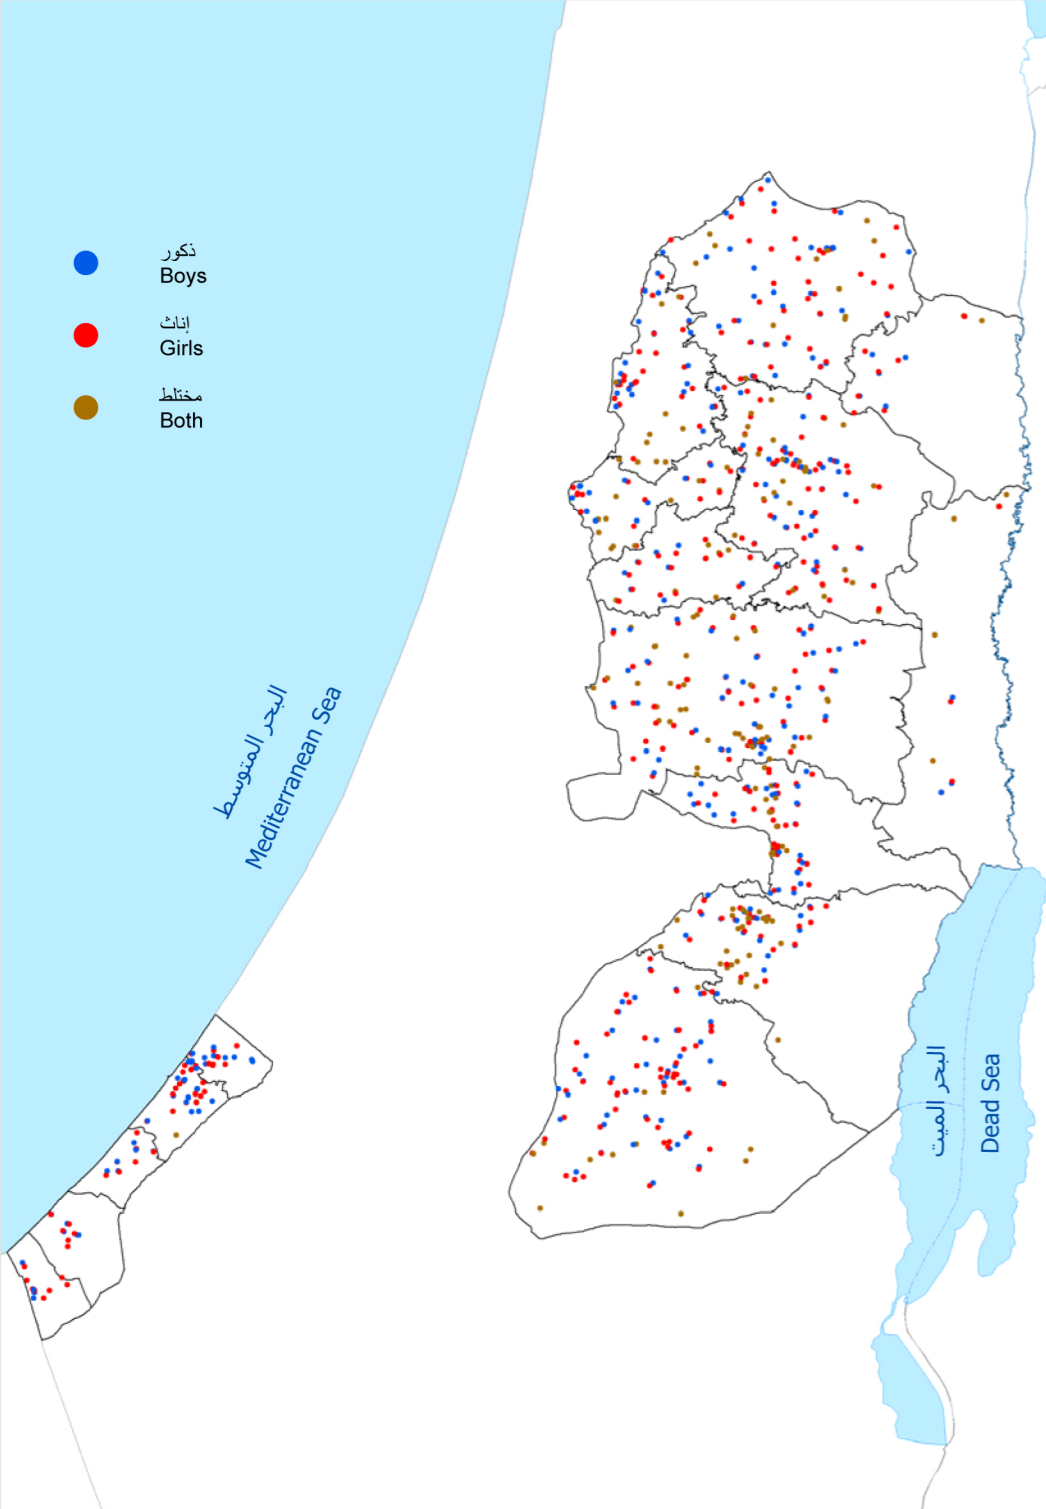 ذكور
Boys
إناث
Girls
مختلط
Both
البحر المتوسط
Mediterranean Sea
البحر الميت
Dead Sea